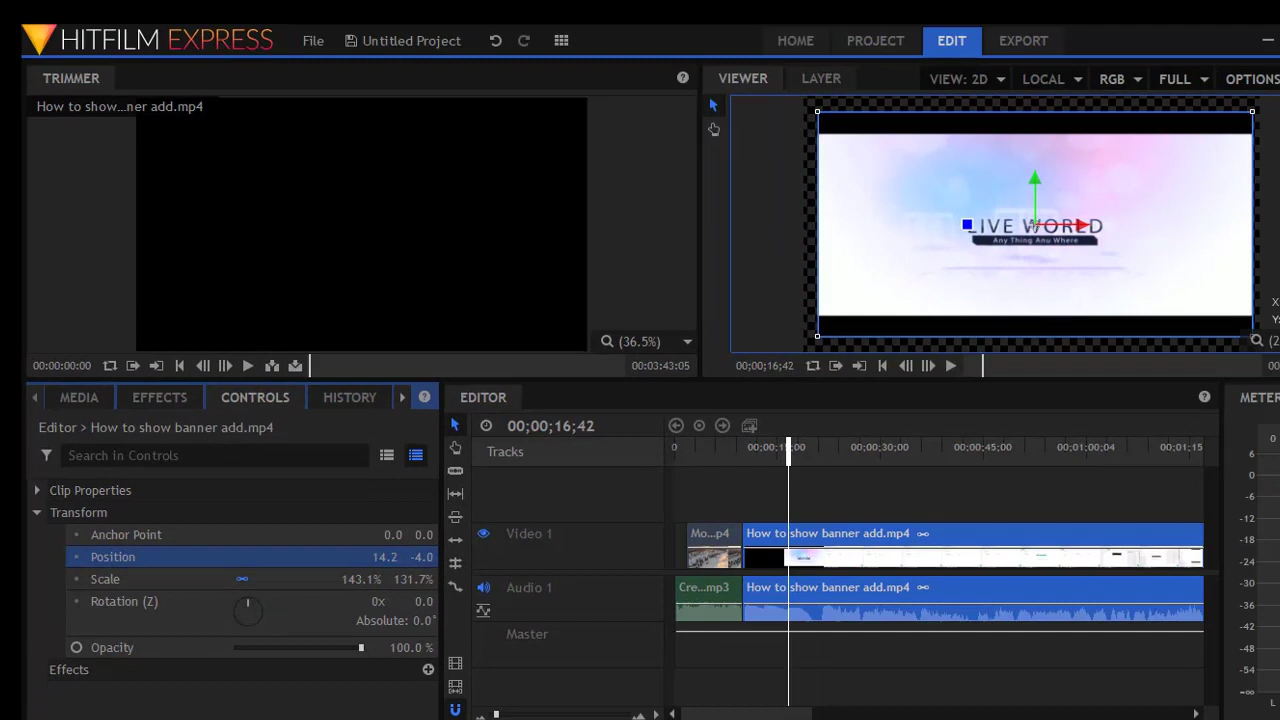 HITFILM EXPRESS File Untitled Project HOME PROJECT EDIT EXPORT
TRIMMER VIEWER LAYER VIEW: 2D LOCAL RGB FULL OPTIONS
How to show...ner add.mp4
LIVE WORLD
Any Thing Anu Where
X
Y:
(36.5%) (2
00:00:00:00 00:03:43:05 00;00;16;42 00
MEDIA EFFECTS CONTROLS HISTORY EDITOR METER
Editor > How to show banner add.mp4 00;00;16;42
Search in Controls Tracks 0 00;00;30;00 00;00;45;00 00;01;00;04 00;01;15
Clip Properties
Transform
Anchor Point 0.0 0.0 Video 1 Mo...p4 How to show banner add.mp4
Position 14.2 -4.0
Scale 143.1% 131.7% Audio 1 Cre...mp3 How to show banner add.mp4
Rotation (Z) 0x 0.0
Absolute: 0.0°
Master
Opacity 100.0 %
Effects
0
6
0
-6
-12
-18
-24
-30
-36
-42
-48
-54
-∞
L